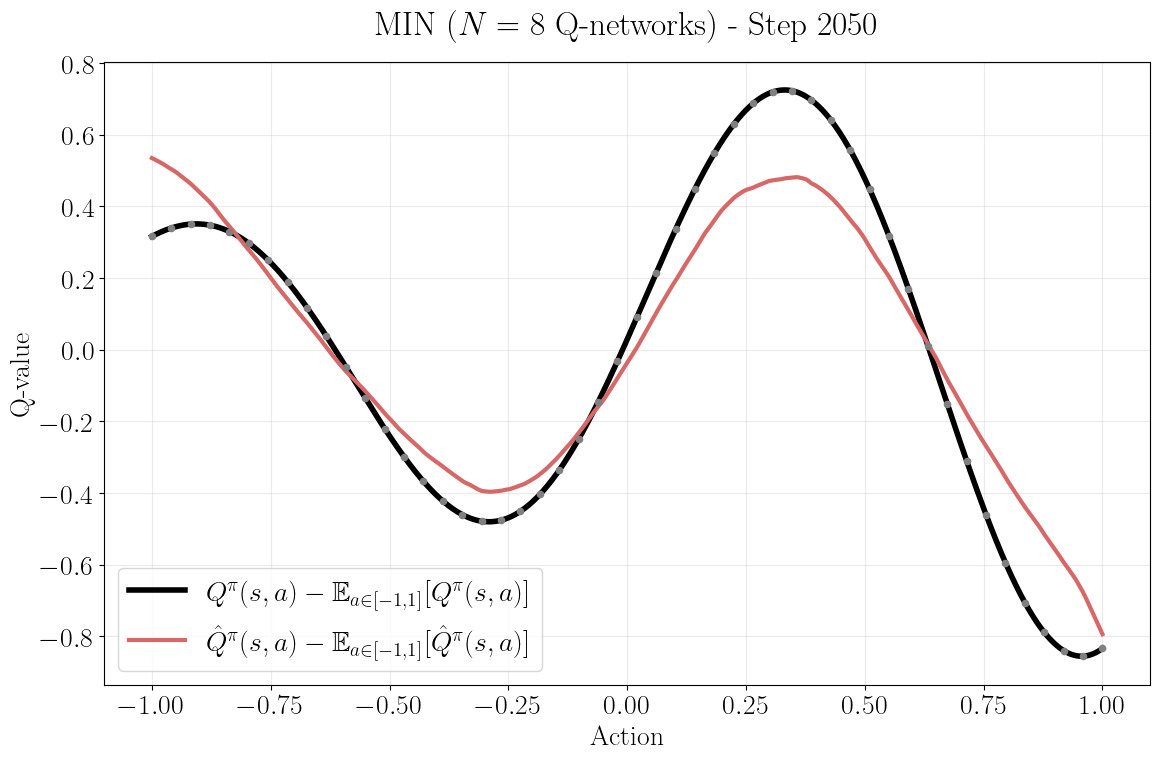 MIN (N = 8 Q-networks) - Step 2050
Q-value
0.8
0.6
0.4
0.2
0.0
−0.2
−0.4
−0.6
−0.8
Q^π(s, a) − 𝔼_{a∈[−1,1]}[Q^π(s, a)]
Q̂^π(s, a) − 𝔼_{a∈[−1,1]}[Q̂^π(s, a)]
−1.00 −0.75 −0.50 −0.25 0.00 0.25 0.50 0.75 1.00
Action